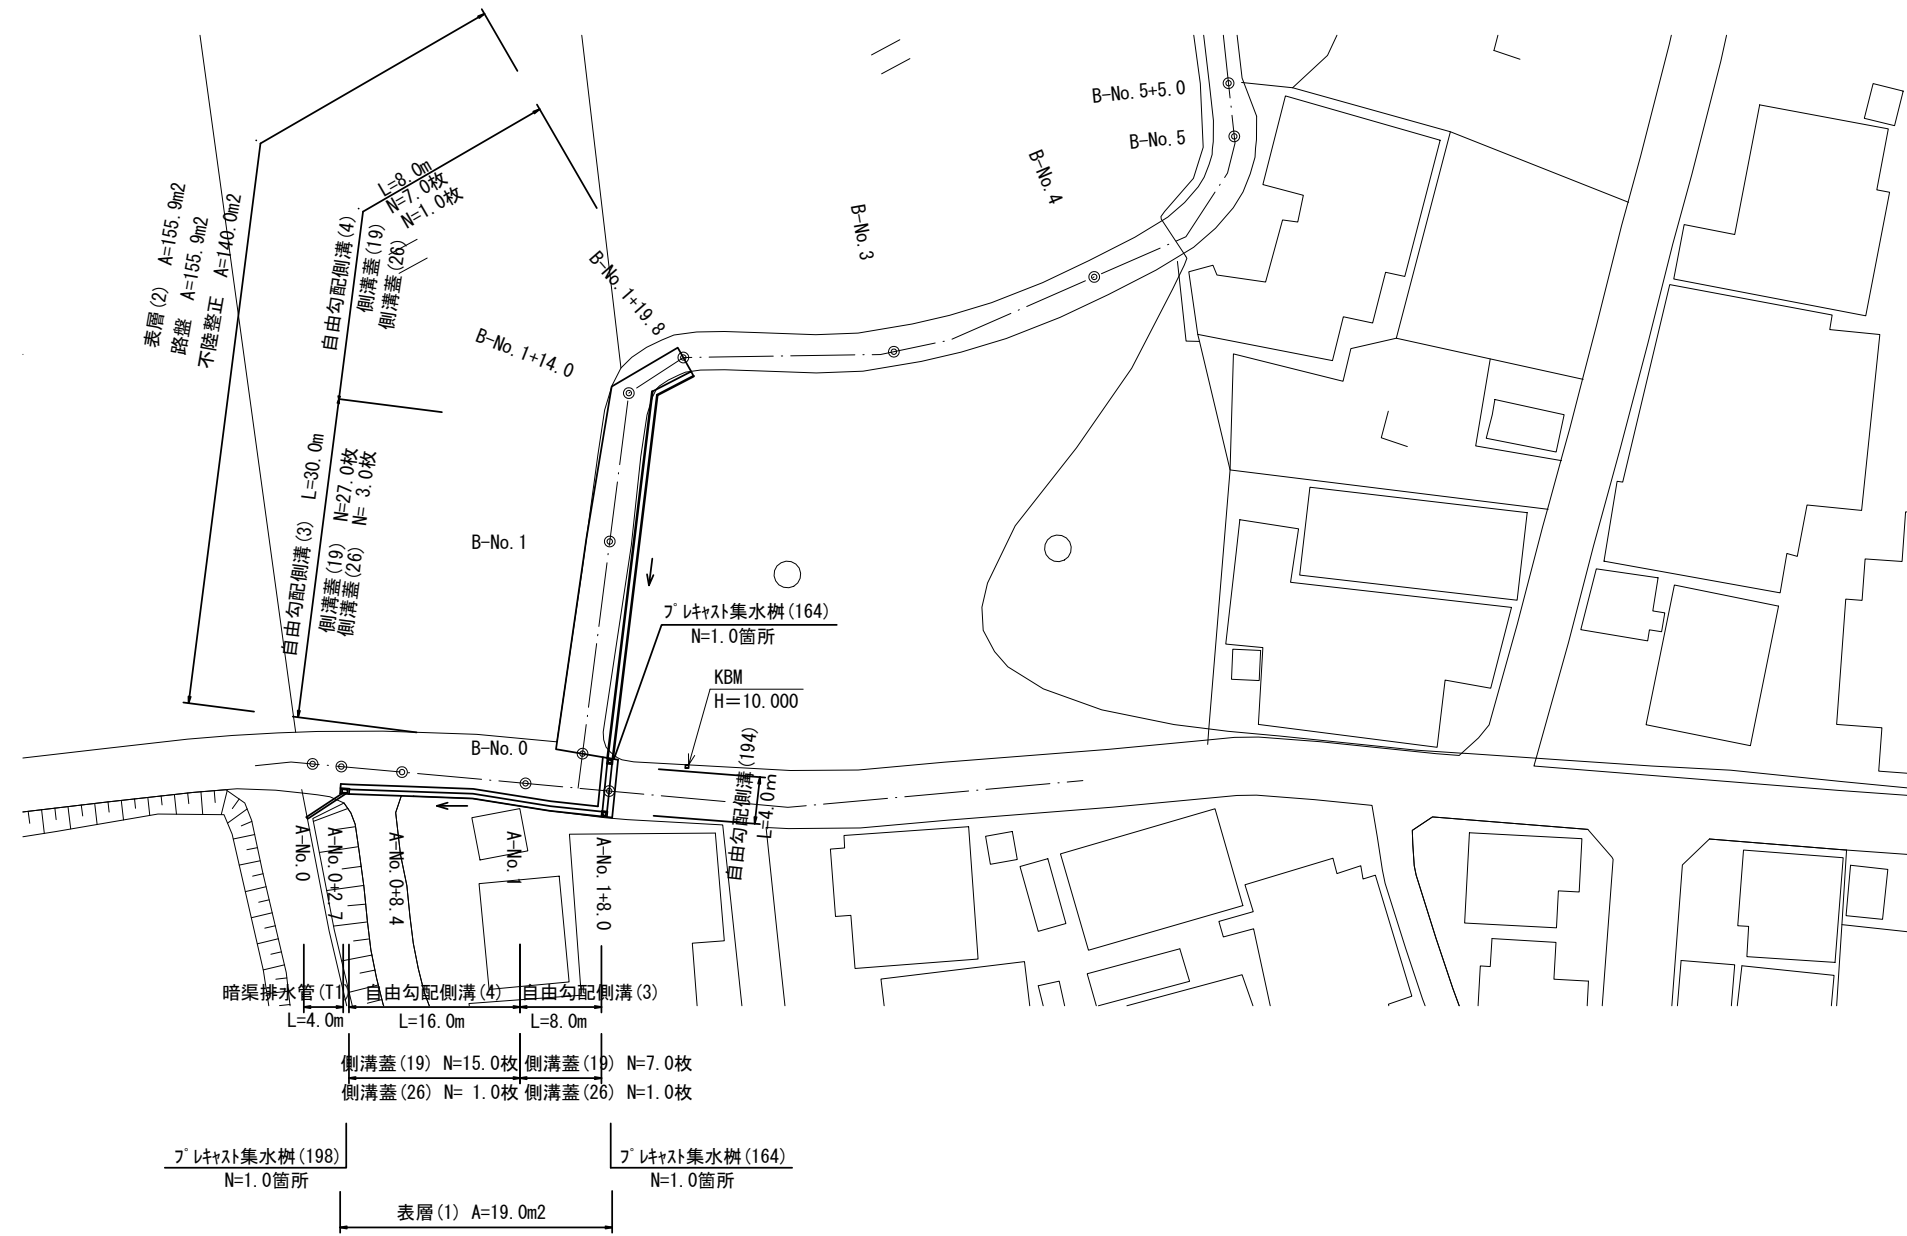 表層(2) A=155.9m2
路盤 A=155.9m2
不陸整正 A=140.0m2
自由勾配側溝(4) L=8.0m
側溝蓋(19) N=7.0枚
側溝蓋(26) N=1.0枚
自由勾配側溝(3) L=30.0m
側溝蓋(19) N=27.0枚
側溝蓋(26) N= 3.0枚
B-No.5+5.0
B-No.5
B-No.4
B-No.3
B-No.1+19.8
B-No.1+14.0
B-No.1
B-No.0
プレキャスト集水桝(164)
N=1.0箇所
KBM
H=10.000
自由勾配側溝(194)
L=4.0m
A-No.0
A-No.0+2.7
A-No.0+8.4
A-No.1
A-No.1+8.0
暗渠排水管(T1)
L=4.0m
自由勾配側溝(4)
L=16.0m
自由勾配側溝(3)
L=8.0m
側溝蓋(19) N=15.0枚
側溝蓋(26) N= 1.0枚
側溝蓋(19) N=7.0枚
側溝蓋(26) N=1.0枚
プレキャスト集水桝(198)
N=1.0箇所
プレキャスト集水桝(164)
N=1.0箇所
表層(1) A=19.0m2